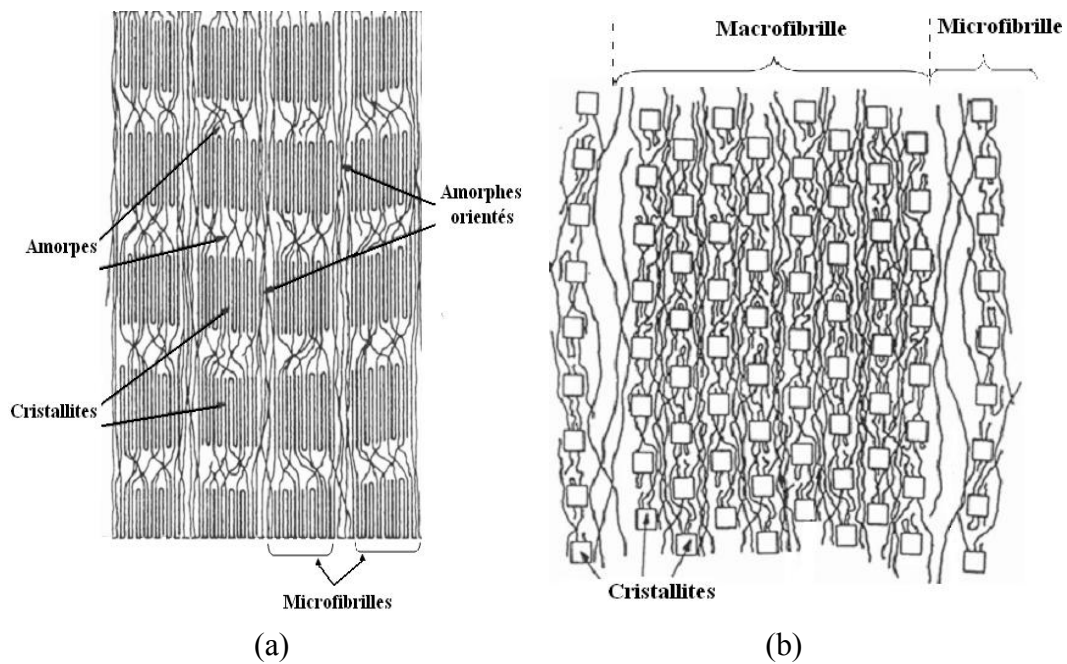 Amorpes
Cristallites
Amorphes
orientés
Microfibrilles
(a)
Macrofibrille
Microfibrille
Cristallites
(b)